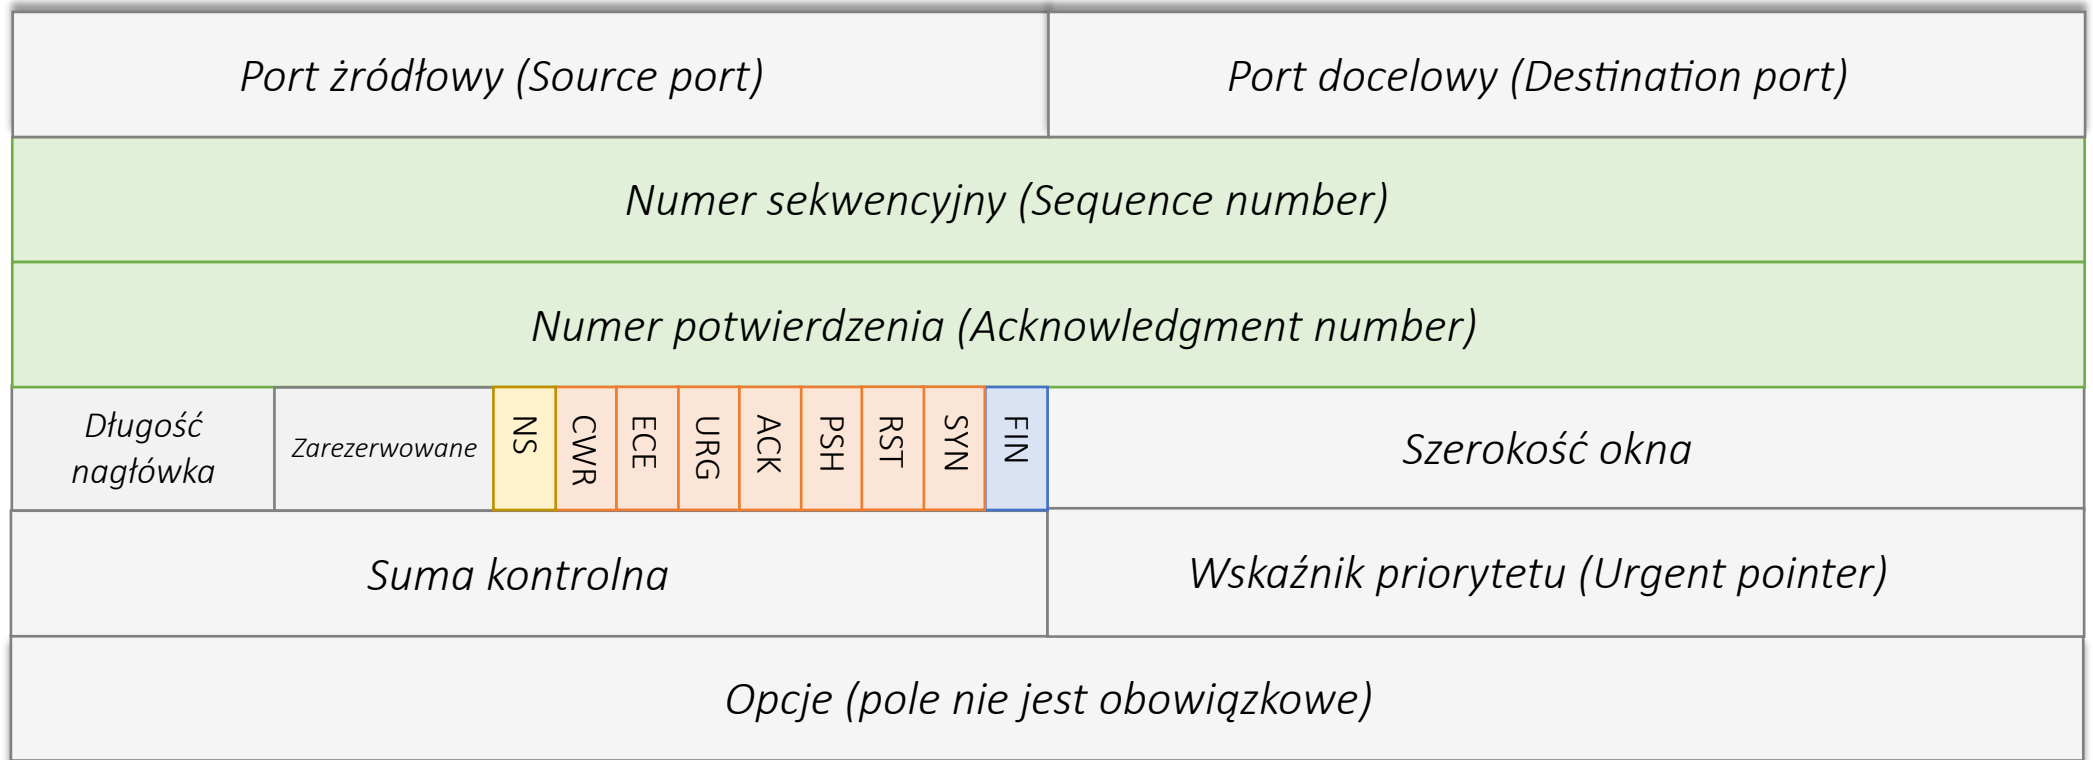 Port żródłowy (Source port)
Port docelowy (Destination port)
Numer sekwencyjny (Sequence number)
Numer potwierdzenia (Acknowledgment number)
Długość
nagłówka
Zarezerwowane
NS
CWR
ECE
URG
ACK
PSH
RST
SYN
FIN
Szerokość okna
Suma kontrolna
Wskaźnik priorytetu (Urgent pointer)
Opcje (pole nie jest obowiązkowe)